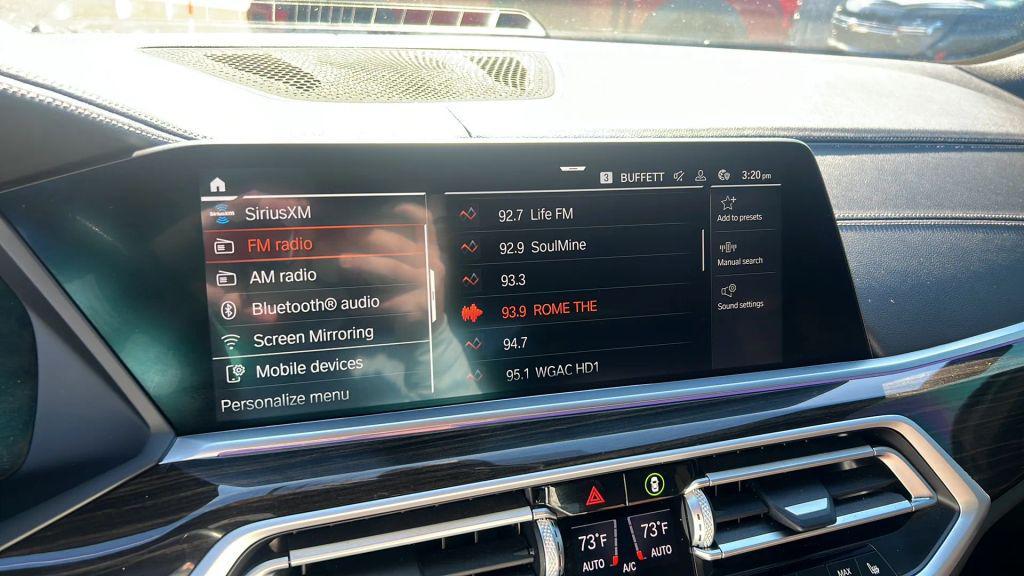 3 BUFFETT 3:20 pm
SiriusXM
SiriusXM
FM radio
AM radio
Bluetooth® audio
Screen Mirroring
Mobile devices
Personalize menu
92.7 Life FM
92.9 SoulMine
93.3
93.9 ROME THE
94.7
95.1 WGAC HD1
Add to presets
Manual search
Sound settings
73°F 73°F
AUTO A/C AUTO
MAX